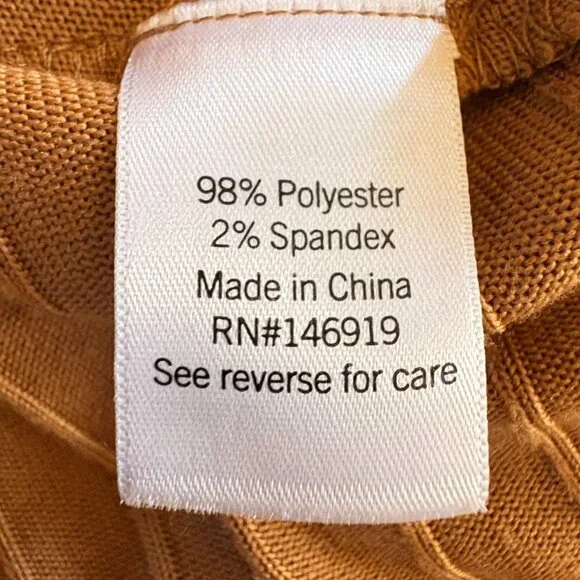 98% Polyester
2% Spandex
Made in China
RN#146919
See reverse for care